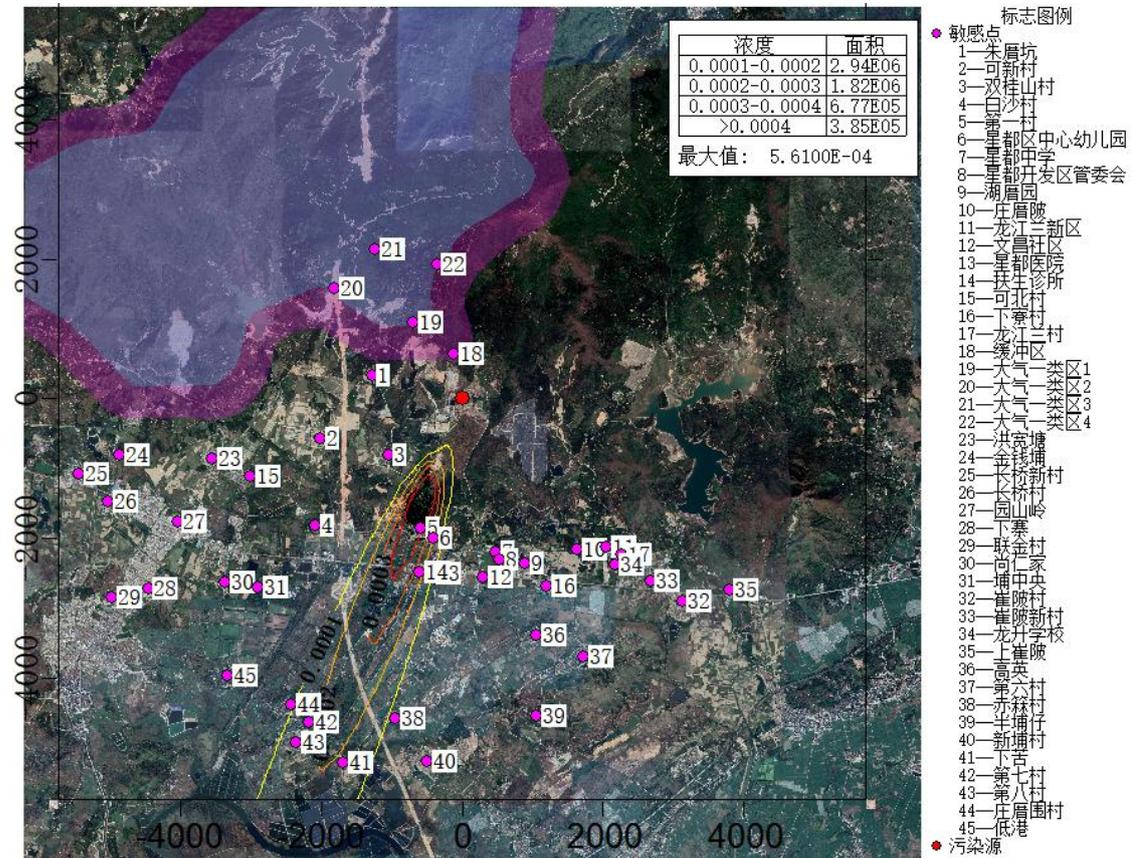 浓度 面积
0.0001-0.0002 2.94E06
0.0002-0.0003 1.82E06
0.0003-0.0004 6.77E05
>0.0004 3.85E05
最大值: 5.6100E-04
标志图例
敏感点
1—朱厝坑
2—可新村
3—双桂山村
4—白沙村
5—第一村
6—星都区中心幼儿园
7—星都中学
8—星都开发区管委会
9—湖厝园
10—庄厝陂
11—龙江兰新区
12—文昌社区
13—星都医院
14—扶生诊所
15—可北村
16—下寮村
17—龙江兰村
18—缓冲区
19—大气一类区1
20—大气一类区2
21—大气一类区3
22—大气一类区4
23—洪宽塘
24—金钱埔
25—长桥新村
26—长桥村
27—园山岭
28—下寨
29—联金村
30—尚仁家
31—埔中央
32—崔陂村
33—崔陂新村
34—龙升学校
35—上崔陂
36—高英
37—第六村
38—赤箖村
39—半埔仔
40—新埔村
41—下苫
42—第七村
43—第八村
44—庄厝围村
45—低港
污染源
4000
2000
0
2000
4000
21
22
20
19
18
1
2
3
24
23
25
15
26
27
4
5
6
7
8
9
10
34
33
35
32
16
12
143
30
31
28
29
36
37
45
44
42
43
38
39
41
40
0.0003
0.0001
-4000
-2000
0
2000
4000